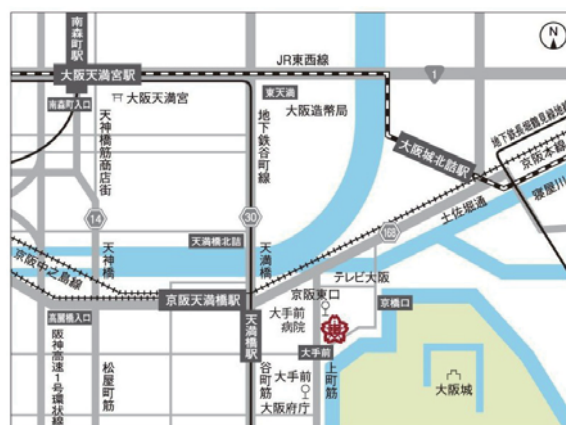 南森町駅
JR東西線
N
1
大阪天満宮駅
東天満
南森町入口
大阪天満宮
大阪造幣局
地下鉄長堀鶴見緑地線
天神橋筋商店街
地下鉄谷町線
大阪城北詰駅
京阪本線
寝屋川
土佐堀通
14
30
168
天満橋北詰
天神橋
天満橋
京阪中之島線
テレビ大阪
京阪天満橋駅
京阪東口
京橋口
高麗橋入口
大手前病院
天満橋駅
大手前
阪神高速1号環状線
松屋町筋
谷町筋
大手前
大阪府庁
上町筋
大阪城